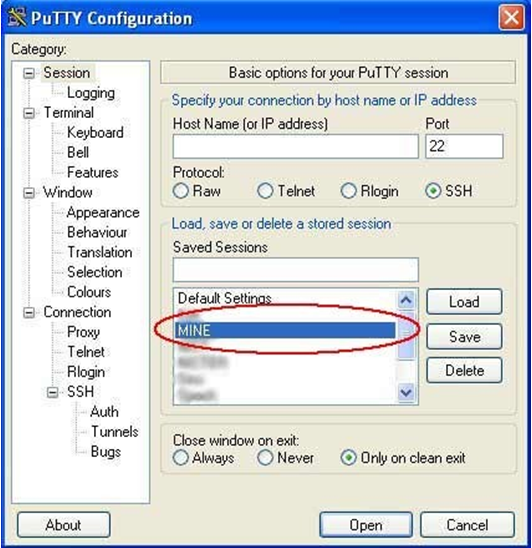 PuTTY Configuration
Category:
Session
Logging
Terminal
Keyboard
Bell
Features
Window
Appearance
Behaviour
Translation
Selection
Colours
Connection
Proxy
Telnet
Rlogin
SSH
Auth
Tunnels
Bugs
Basic options for your PuTTY session
Specify your connection by host name or IP address
Host Name (or IP address) Port
22
Protocol:
Raw Telnet Rlogin SSH
Load, save or delete a stored session
Saved Sessions
Default Settings
MINE
Load
Save
Delete
Close window on exit:
Always Never Only on clean exit
About Open Cancel